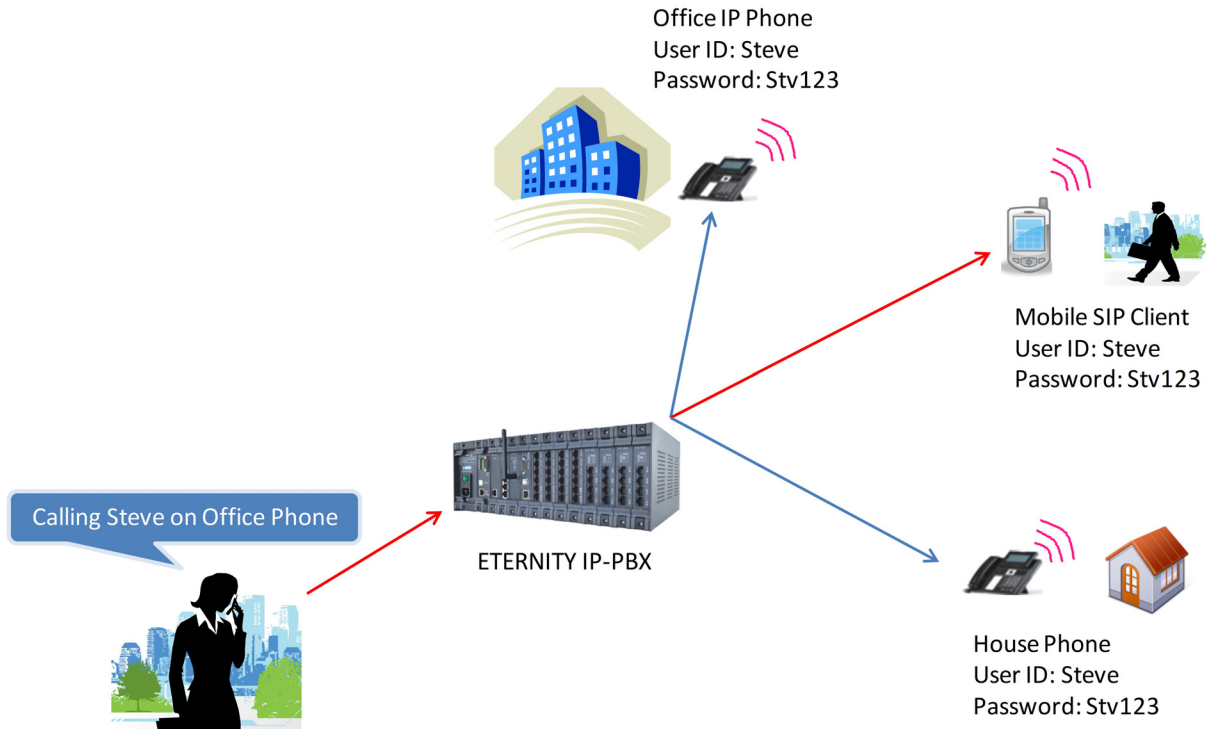 Office IP Phone
User ID: Steve
Password: Stv123
Mobile SIP Client
User ID: Steve
Password: Stv123
Calling Steve on Office Phone
ETERNITY IP-PBX
House Phone
User ID: Steve
Password: Stv123